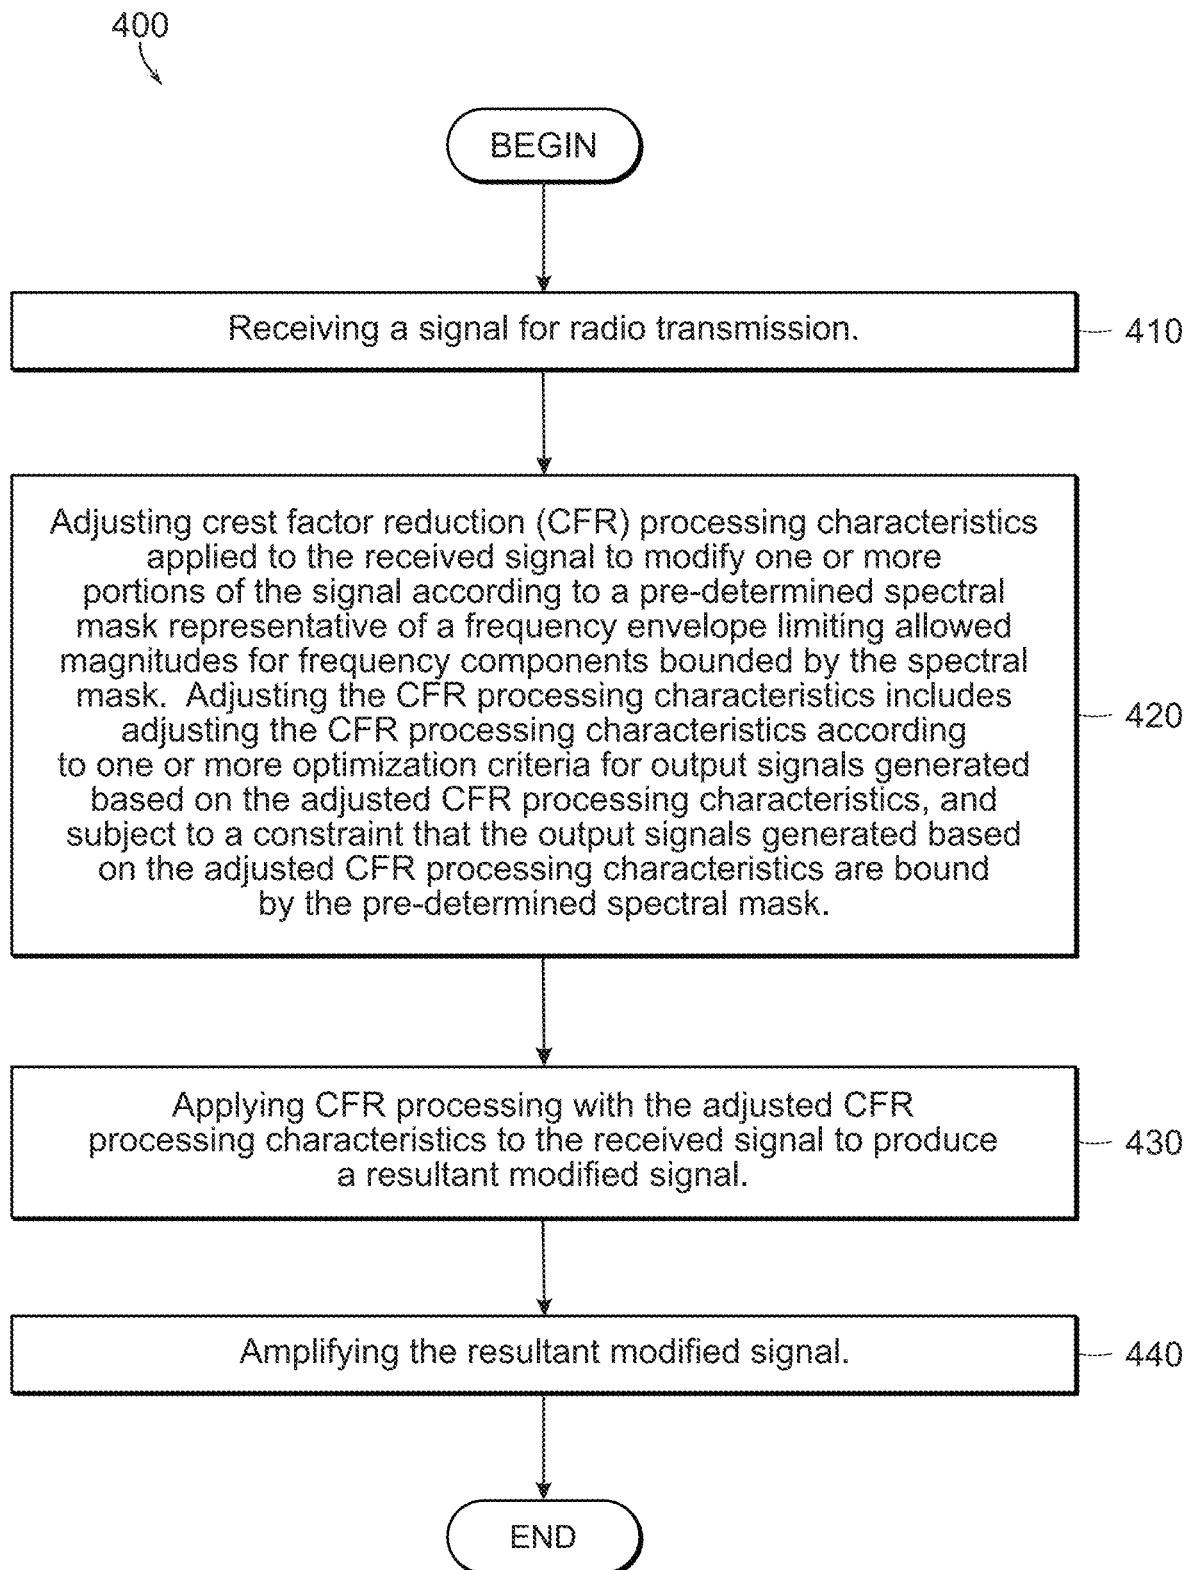 400
BEGIN
Receiving a signal for radio transmission.
410
Adjusting crest factor reduction (CFR) processing characteristics
applied to the received signal to modify one or more
portions of the signal according to a pre-determined spectral
mask representative of a frequency envelope limiting allowed
magnitudes for frequency components bounded by the spectral
mask. Adjusting the CFR processing characteristics includes
adjusting the CFR processing characteristics according
to one or more optimization criteria for output signals generated
based on the adjusted CFR processing characteristics, and
subject to a constraint that the output signals generated based
on the adjusted CFR processing characteristics are bound
by the pre-determined spectral mask.
420
Applying CFR processing with the adjusted CFR
processing characteristics to the received signal to produce
a resultant modified signal.
430
Amplifying the resultant modified signal.
440
END